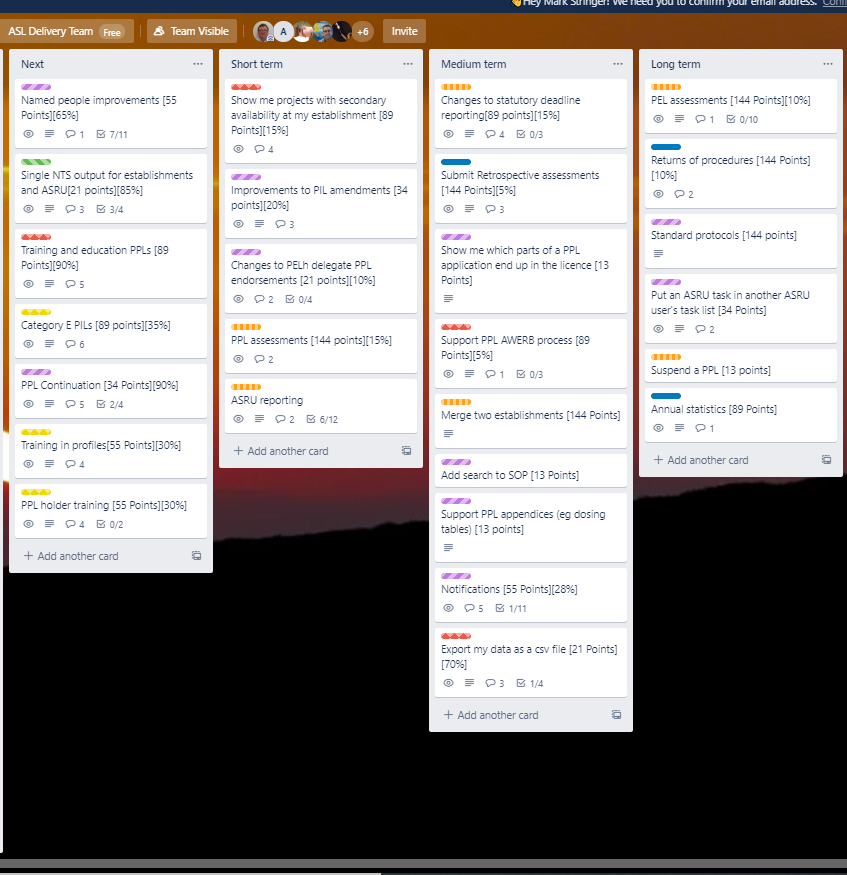 👋Hey Mark Stringer! We need you to confirm your email address.
ASL Delivery Team Free Team Visible A +6 Invite
Next
Named people improvements [55
Points][65%]
1 7/11
Single NTS output for establishments
and ASRU[21 points][85%]
3 3/4
Training and education PPLs [89
Points][90%]
5
Category E PILs [89 points][35%]
6
PPL Continuation [34 Points][90%]
5 2/4
Training in profiles[55 Points][30%]
4
PPL holder training [55 Points][30%]
4 0/2
+ Add another card
Short term
Show me projects with secondary
availability at my establishment [89
Points][15%]
4
Improvements to PIL amendments [34
points][20%]
3
Changes to PELh delegate PPL
endorsements [21 points][10%]
2 0/4
PPL assessments [144 points][15%]
2
ASRU reporting
2 6/12
+ Add another card
Medium term
Changes to statutory deadline
reporting[89 points][15%]
4 0/3
Submit Retrospective assessments
[144 Points][5%]
3
Show me which parts of a PPL
application end up in the licence [13
Points]
Support PPL AWERB process [89
Points][5%]
1 0/3
Merge two establishments [144 Points]
Add search to SOP [13 Points]
Support PPL appendices (eg dosing
tables) [13 points]
Notifications [55 Points][28%]
5 1/11
Export my data as a csv file [21 Points]
[70%]
3 1/4
+ Add another card
Long term
PEL assessments [144 Points][10%]
1 0/10
Returns of procedures [144 Points]
[10%]
2
Standard protocols [144 points]
Put an ASRU task in another ASRU
user's task list [34 Points]
2
Suspend a PPL [13 points]
Annual statistics [89 Points]
1
+ Add another card